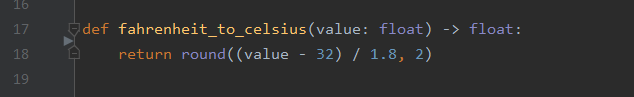 16
17 def fahrenheit_to_celsius(value: float) -> float:
18     return round((value - 32) / 1.8, 2)
19